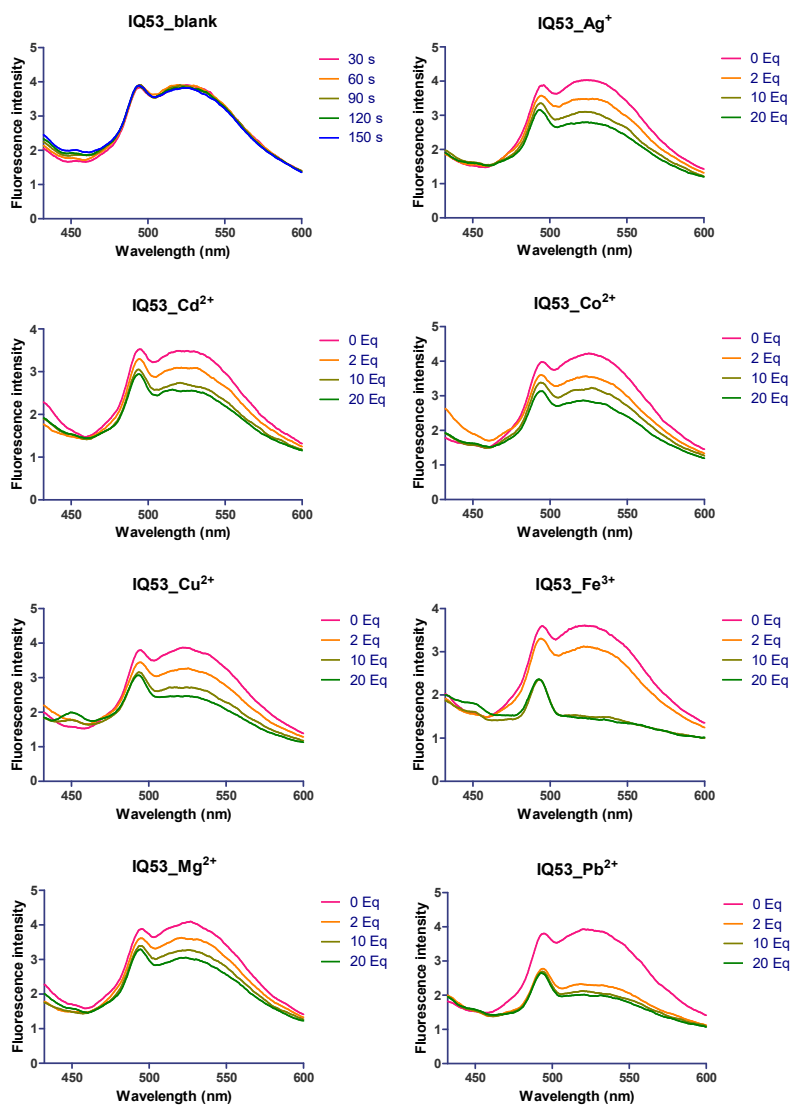 IQ53_blank
Fluorescence intensity
5
4
3
2
1
0
450
500
550
600
Wavelength (nm)
30 s
60 s
90 s
120 s
150 s
IQ53_Ag⁺
Fluorescence intensity
5
4
3
2
1
0
450
500
550
600
Wavelength (nm)
0 Eq
2 Eq
10 Eq
20 Eq
IQ53_Cd²⁺
Fluorescence intensity
4
3
2
1
0
450
500
550
600
Wavelength (nm)
0 Eq
2 Eq
10 Eq
20 Eq
IQ53_Co²⁺
Fluorescence intensity
5
4
3
2
1
0
450
500
550
600
Wavelength (nm)
0 Eq
2 Eq
10 Eq
20 Eq
IQ53_Cu²⁺
Fluorescence intensity
5
4
3
2
1
0
450
500
550
600
Wavelength (nm)
0 Eq
2 Eq
10 Eq
20 Eq
IQ53_Fe³⁺
Fluorescence intensity
4
3
2
1
0
450
500
550
600
Wavelength (nm)
0 Eq
2 Eq
10 Eq
20 Eq
IQ53_Mg²⁺
Fluorescence intensity
5
4
3
2
1
0
450
500
550
600
Wavelength (nm)
0 Eq
2 Eq
10 Eq
20 Eq
IQ53_Pb²⁺
Fluorescence intensity
5
4
3
2
1
0
450
500
550
600
Wavelength (nm)
0 Eq
2 Eq
10 Eq
20 Eq